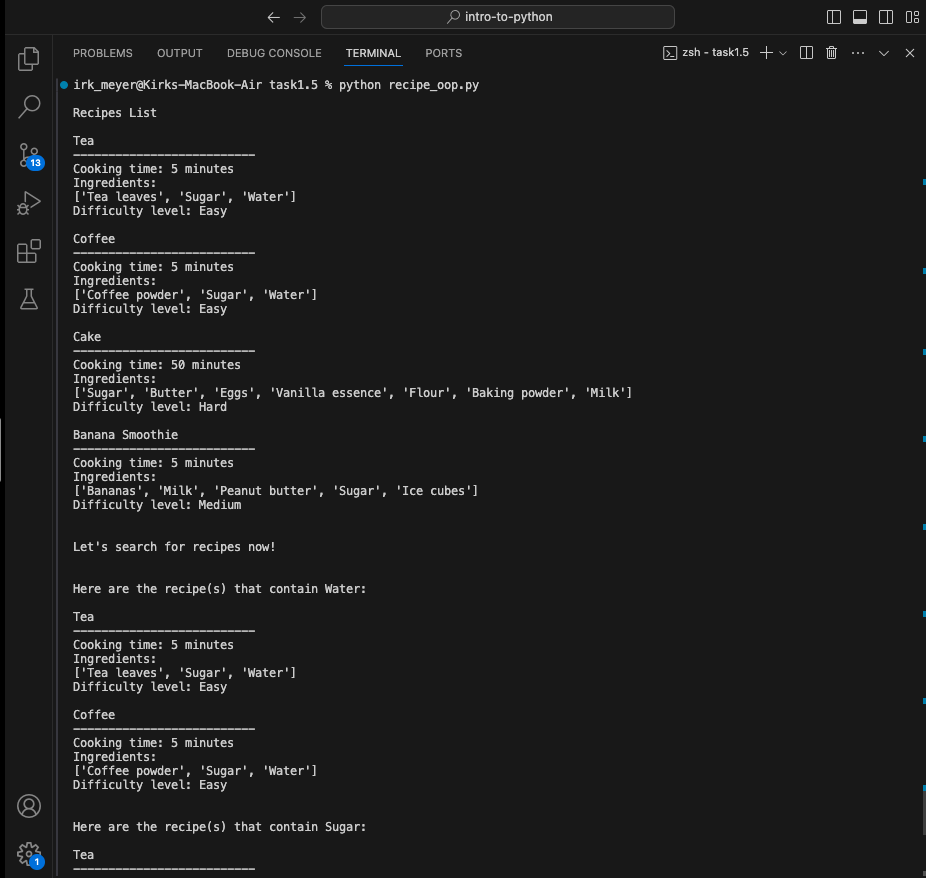 intro-to-python
PROBLEMS OUTPUT DEBUG CONSOLE TERMINAL PORTS zsh - task1.5
irk_meyer@Kirks-MacBook-Air task1.5 % python recipe_oop.py
Recipes List
Tea
--------------------------
Cooking time: 5 minutes
Ingredients:
['Tea leaves', 'Sugar', 'Water']
Difficulty level: Easy
Coffee
--------------------------
Cooking time: 5 minutes
Ingredients:
['Coffee powder', 'Sugar', 'Water']
Difficulty level: Easy
Cake
--------------------------
Cooking time: 50 minutes
Ingredients:
['Sugar', 'Butter', 'Eggs', 'Vanilla essence', 'Flour', 'Baking powder', 'Milk']
Difficulty level: Hard
Banana Smoothie
--------------------------
Cooking time: 5 minutes
Ingredients:
['Bananas', 'Milk', 'Peanut butter', 'Sugar', 'Ice cubes']
Difficulty level: Medium
Let's search for recipes now!
Here are the recipe(s) that contain Water:
Tea
--------------------------
Cooking time: 5 minutes
Ingredients:
['Tea leaves', 'Sugar', 'Water']
Difficulty level: Easy
Coffee
--------------------------
Cooking time: 5 minutes
Ingredients:
['Coffee powder', 'Sugar', 'Water']
Difficulty level: Easy
Here are the recipe(s) that contain Sugar:
Tea
--------------------------
13
1